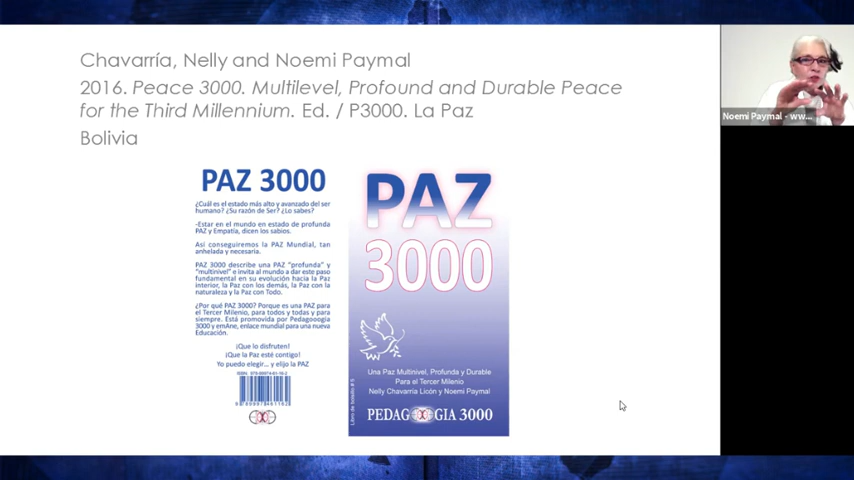 Chavarría, Nelly and Noemi Paymal
2016. Peace 3000. Multilevel, Profound and Durable Peace
for the Third Millennium. Ed. / P3000. La Paz
Bolivia
Noemi Paymal - ww...
PAZ 3000
¿Cuál es el estado más alto y avanzado del ser
humano? ¿Su razón de Ser? ¿Lo sabes?
-Estar en el mundo en estado de profunda
PAZ y Empatía, dicen los sabios.
Así conseguiremos la PAZ Mundial, tan
anhelada y necesaria.
PAZ 3000 describe una PAZ "profunda" y
"multinivel" e invita al mundo a dar este paso
fundamental en su evolución hacia la Paz
interior, la Paz con los demás, la Paz con la
naturaleza y la Paz con Todo.
¿Por qué PAZ 3000? Porque es una PAZ para
el Tercer Milenio, para todos y todas y para
siempre. Está promovida por Pedagooogia
3000 y emAne, enlace mundial para una nueva
Educación.
¡Que lo disfruten!
¡Que la Paz esté contigo!
Yo puedo elegir... y elijo la PAZ
PAZ
3000
Una Paz Multinivel, Profunda y Durable
Para el Tercer Milenio
Nelly Chavarría Licón y Noemi Paymal
Libro de bolsillo # 5
PEDAGOOGIA 3000